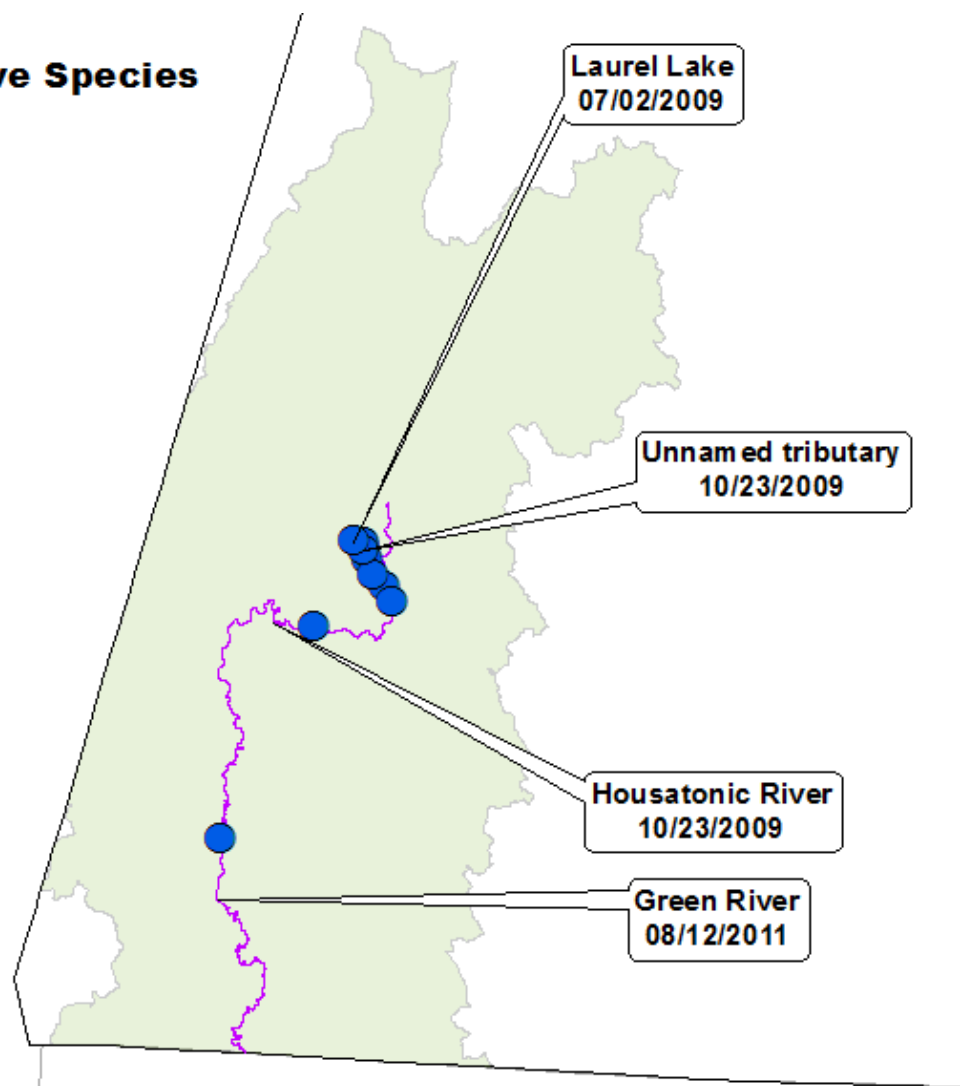 ve Species
Laurel Lake
07/02/2009
Unnamed tributary
10/23/2009
Housatonic River
10/23/2009
Green River
08/12/2011